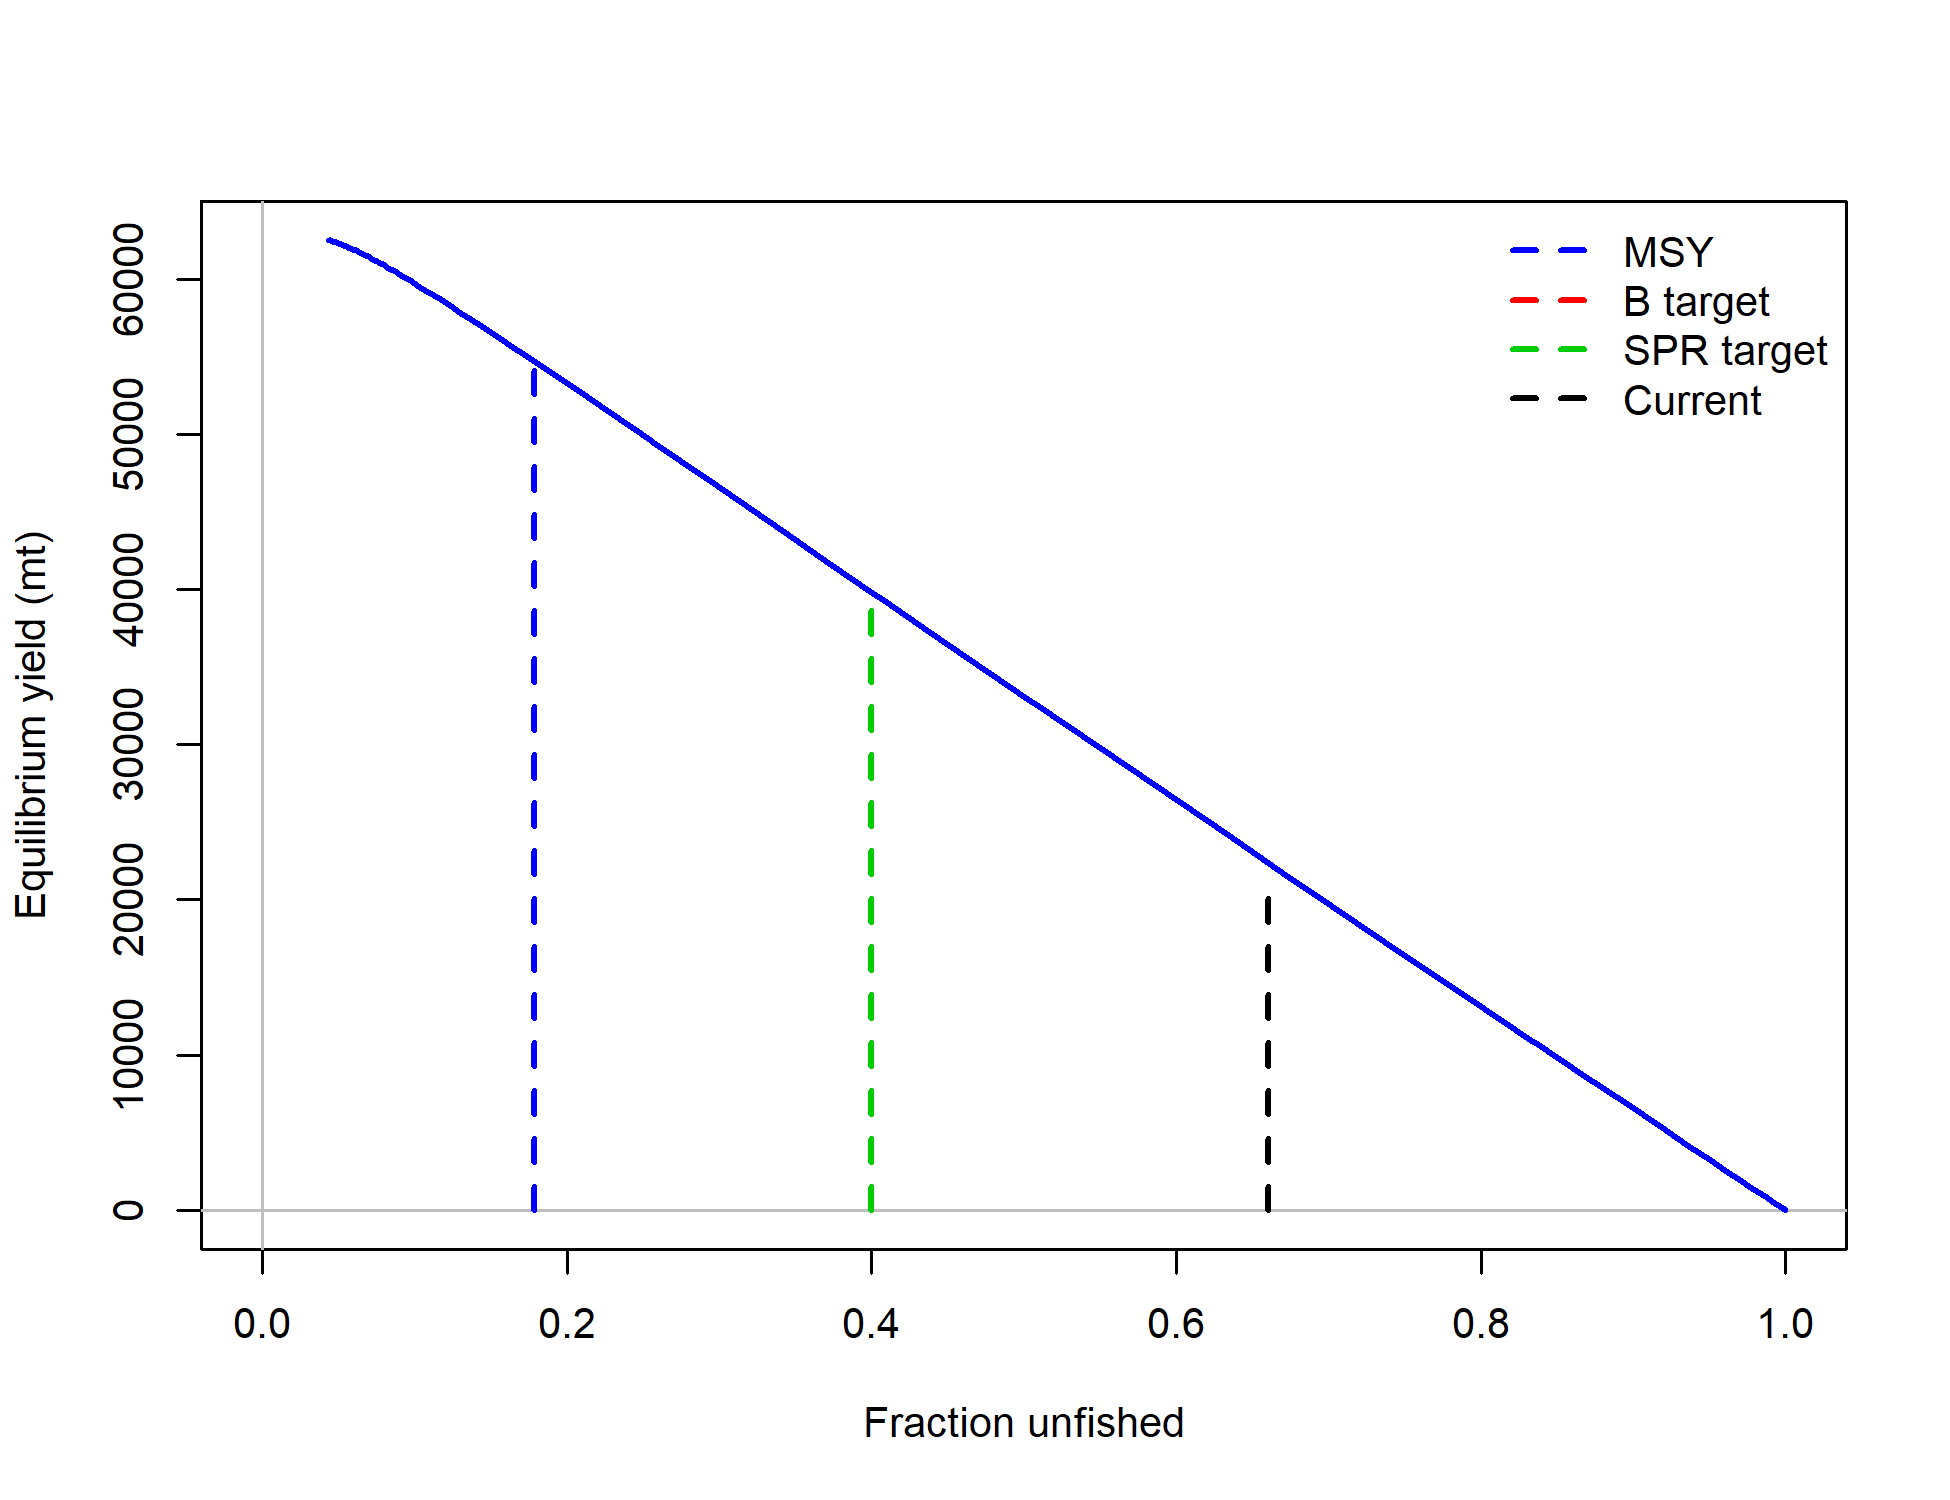 MSY
B target
SPR target
Current
60000
50000
40000
30000
20000
10000
0
Equilibrium yield (mt)
0.0 0.2 0.4 0.6 0.8 1.0
Fraction unfished